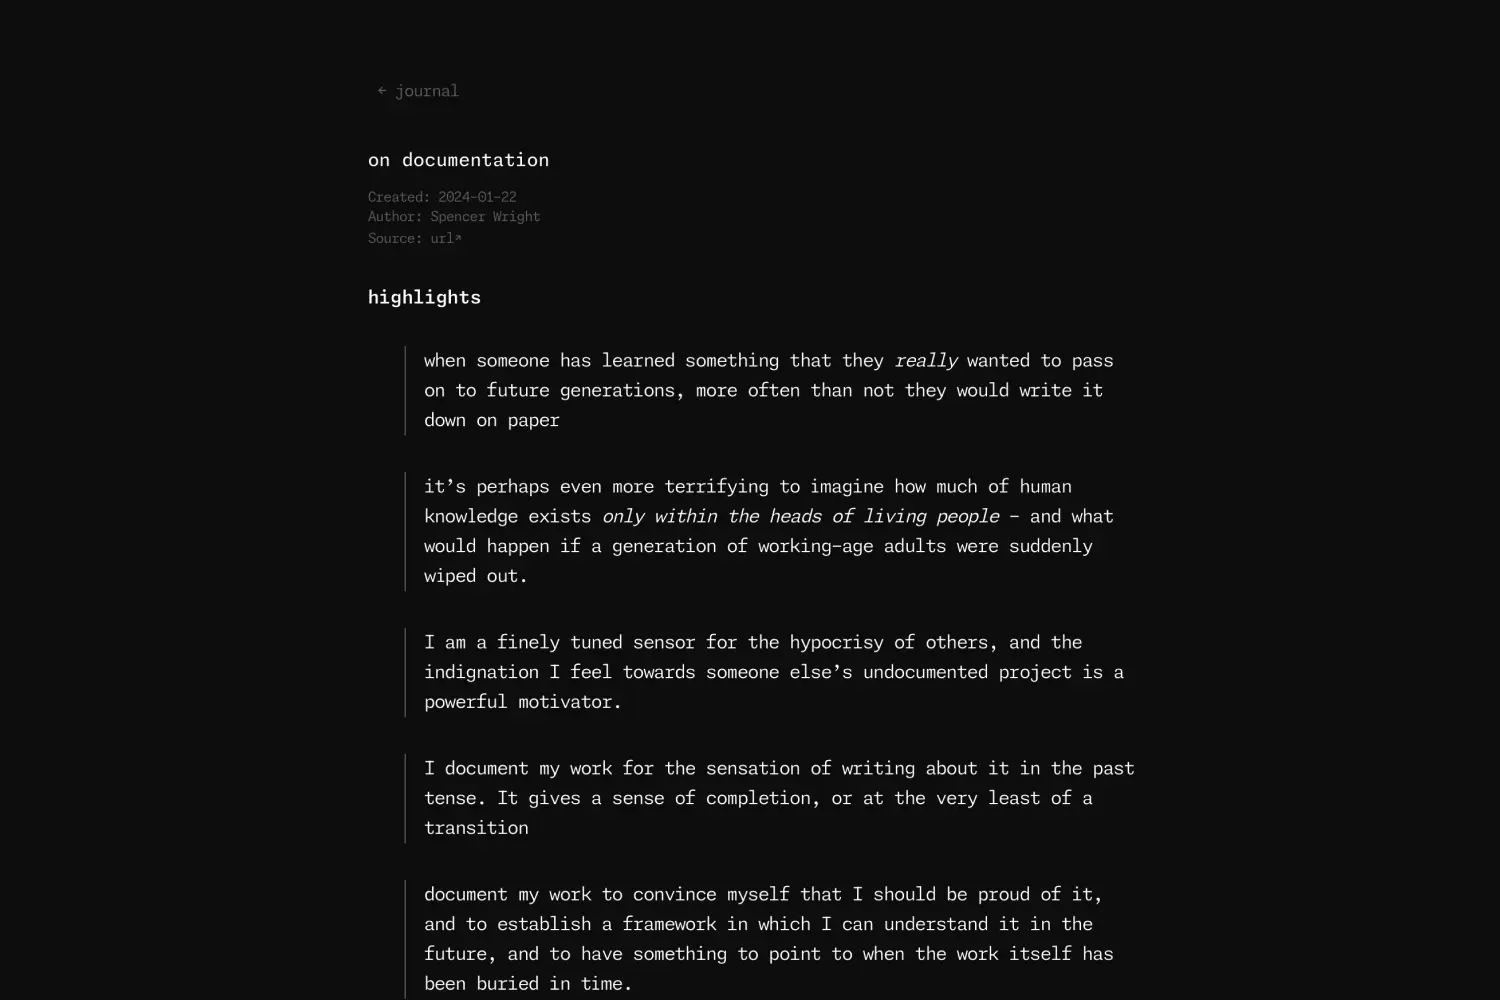 ← journal
on documentation
Created: 2024-01-22
Author: Spencer Wright
Source: url↗
highlights
when someone has learned something that they really wanted to pass
on to future generations, more often than not they would write it
down on paper
it’s perhaps even more terrifying to imagine how much of human
knowledge exists only within the heads of living people – and what
would happen if a generation of working-age adults were suddenly
wiped out.
I am a finely tuned sensor for the hypocrisy of others, and the
indignation I feel towards someone else’s undocumented project is a
powerful motivator.
I document my work for the sensation of writing about it in the past
tense. It gives a sense of completion, or at the very least of a
transition
document my work to convince myself that I should be proud of it,
and to establish a framework in which I can understand it in the
future, and to have something to point to when the work itself has
been buried in time.